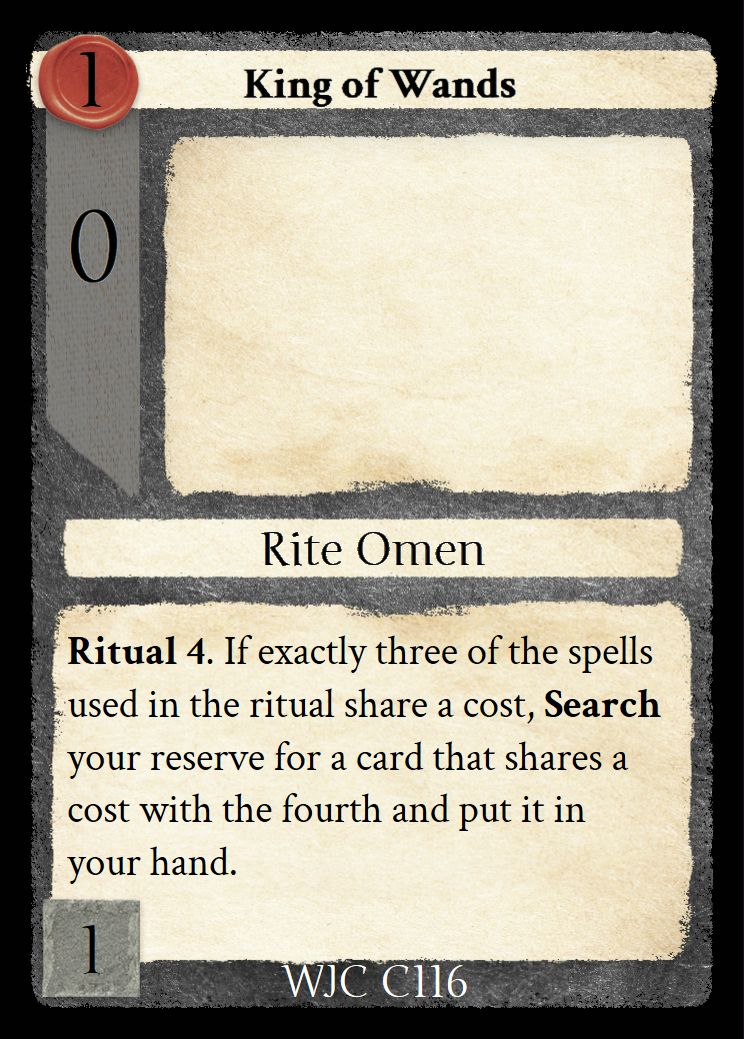 1
King of Wands
0
Rite Omen
Ritual 4. If exactly three of the spells
used in the ritual share a cost, Search
your reserve for a card that shares a
cost with the fourth and put it in
your hand.
1
WJC C116